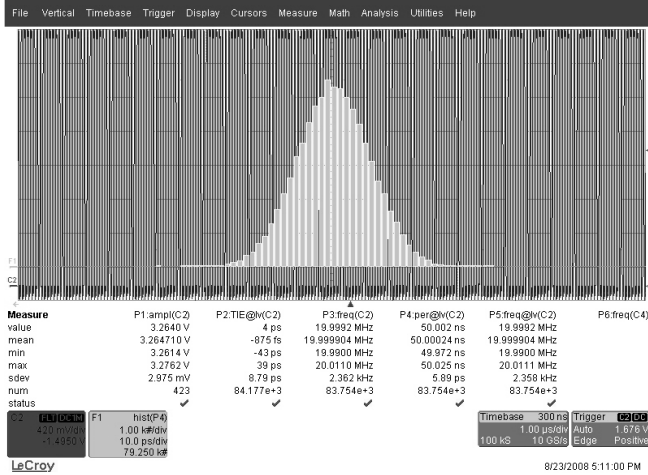 File Vertical Timebase Trigger Display Cursors Measure Math Analysis Utilities Help
F1
C2
Measure P1:ampl(C2) P2:TIE@lv(C2) P3:freq(C2) P4:per@lv(C2) P5:freq@lv(C2) P6:freq(C4)
value 3.2640 V 4 ps 19.9992 MHz 50.002 ns 19.9992 MHz
mean 3.264710 V -875 fs 19.999904 MHz 50.00024 ns 19.999904 MHz
min 3.2614 V -43 ps 19.9900 MHz 49.972 ns 19.9900 MHz
max 3.2762 V 39 ps 20.0110 MHz 50.025 ns 20.0111 MHz
sdev 2.975 mV 8.79 ps 2.362 kHz 5.89 ps 2.358 kHz
num 423 84.177e+3 83.754e+3 83.754e+3 83.754e+3
status
C2 FLT DC1M F1 hist(P4) Timebase 300 ns Trigger C2 DC
420 mV/div 1.00 k#/div 1.00 µs/div Auto 1.676 V
-1.4950 V 10.0 ps/div 100 kS 10 GS/s Edge Positive
79.250 k#
LeCroy 8/23/2008 5:11:00 PM